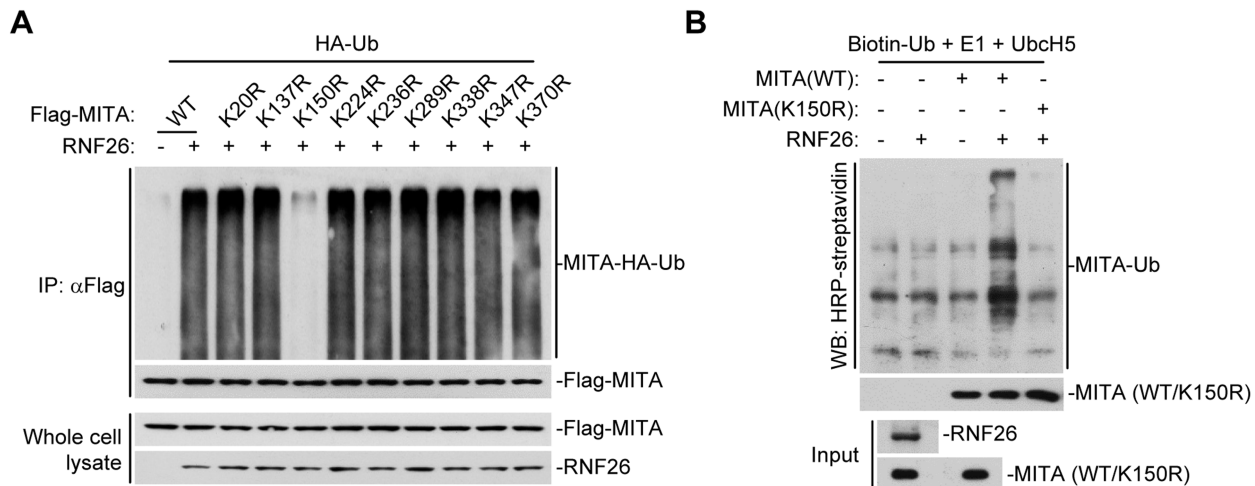 A
HA-Ub
Flag-MITA: WT K20R K137R K150R K224R K236R K289R K338R K347R K370R
RNF26: - + + + + + + + + + +
IP: αFlag
-MITA-HA-Ub
-Flag-MITA
Whole cell lysate
-Flag-MITA
-RNF26
B
Biotin-Ub + E1 + UbcH5
MITA(WT): - - + + -
MITA(K150R): - - - - +
RNF26: - + - + +
WB: HRP-streptavidin
-MITA-Ub
-MITA (WT/K150R)
Input
-RNF26
-MITA (WT/K150R)